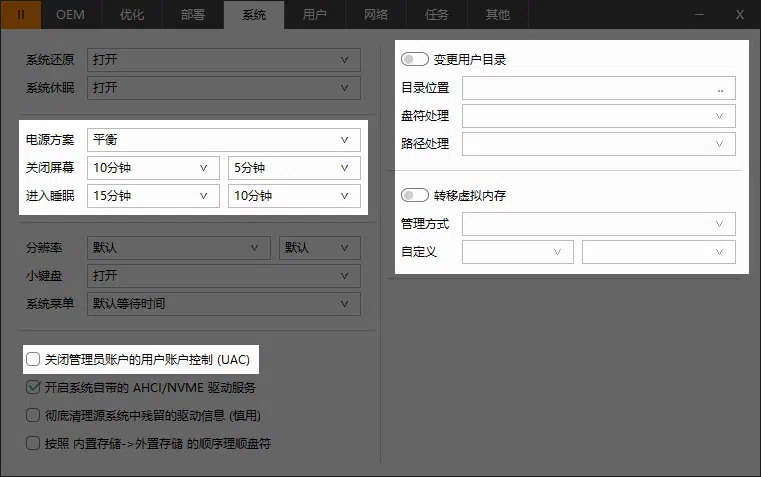 II OEM 优化 部署 系统 用户 网络 任务 其他 — X
系统还原 打开
系统休眠 打开
电源方案 平衡
关闭屏幕 10分钟 5分钟
进入睡眠 15分钟 10分钟
分辨率 默认 默认
小键盘 打开
系统菜单 默认等待时间
关闭管理员账户的用户账户控制 (UAC)
开启系统自带的 AHCI/NVME 驱动服务
彻底清理源系统中残留的驱动信息 (慎用)
按照 内置存储->外置存储 的顺序理顺盘符
变更用户目录
目录位置 ..
盘符处理
路径处理
转移虚拟内存
管理方式
自定义